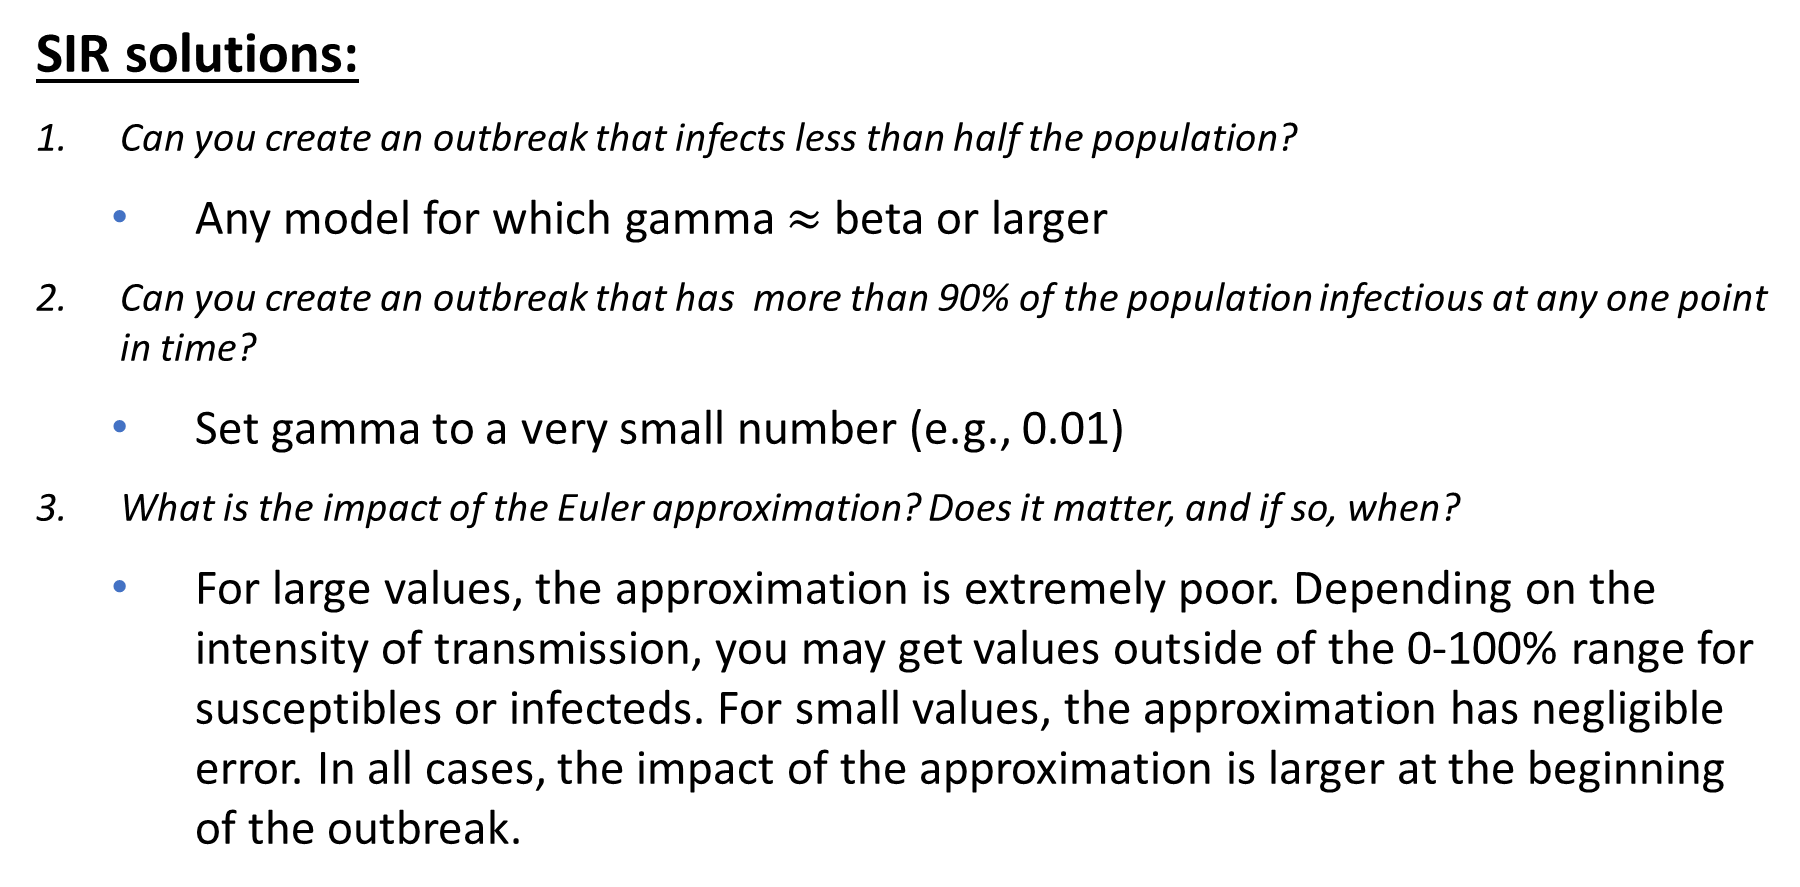 SIR solutions:
1. Can you create an outbreak that infects less than half the population?
• Any model for which gamma ≈ beta or larger
2. Can you create an outbreak that has  more than 90% of the population infectious at any one point
in time?
• Set gamma to a very small number (e.g., 0.01)
3. What is the impact of the Euler approximation? Does it matter, and if so, when?
• For large values, the approximation is extremely poor. Depending on the
intensity of transmission, you may get values outside of the 0-100% range for
susceptibles or infecteds. For small values, the approximation has negligible
error. In all cases, the impact of the approximation is larger at the beginning
of the outbreak.